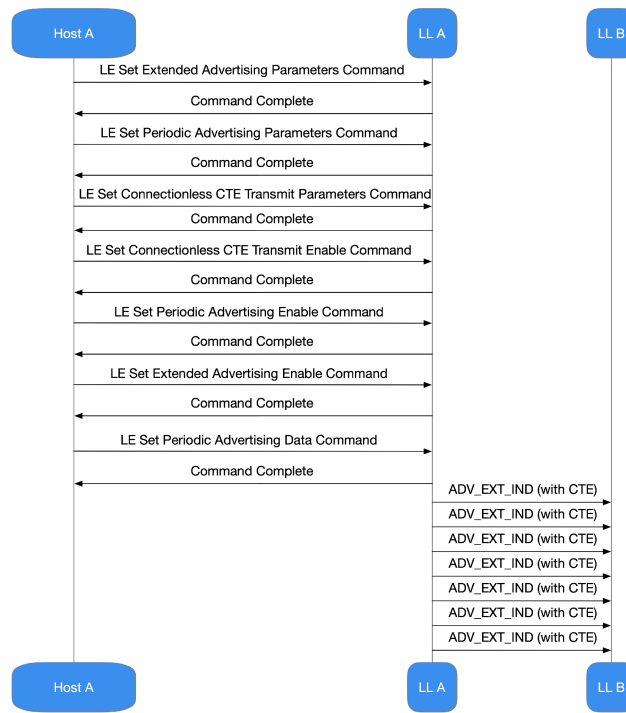 Host A
LL A
LL B
LE Set Extended Advertising Parameters Command
Command Complete
LE Set Periodic Advertising Parameters Command
Command Complete
LE Set Connectionless CTE Transmit Parameters Command
Command Complete
LE Set Connectionless CTE Transmit Enable Command
Command Complete
LE Set Periodic Advertising Enable Command
Command Complete
LE Set Extended Advertising Enable Command
Command Complete
LE Set Periodic Advertising Data Command
Command Complete
ADV_EXT_IND (with CTE)
ADV_EXT_IND (with CTE)
ADV_EXT_IND (with CTE)
ADV_EXT_IND (with CTE)
ADV_EXT_IND (with CTE)
ADV_EXT_IND (with CTE)
ADV_EXT_IND (with CTE)
Host A
LL A
LL B